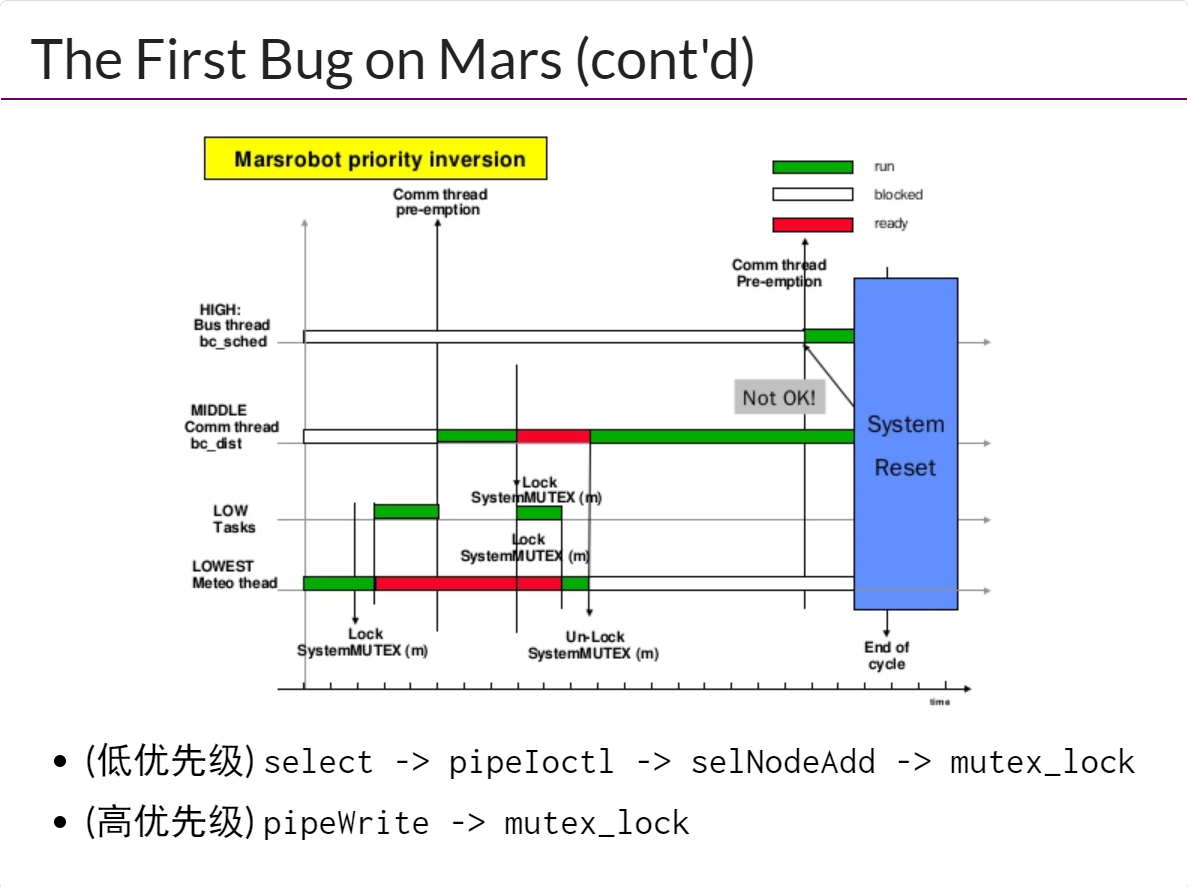 The First Bug on Mars (cont'd)
Marsrobot priority inversion
run
blocked
ready
Comm thread
pre-emption
Comm thread
Pre-emption
HIGH:
Bus thread
bc_sched
Not OK!
MIDDLE
Comm thread
bc_dist
System
Reset
Lock
SystemMUTEX (m)
LOW
Tasks
Lock
SystemMUTEX (m)
LOWEST
Meteo thead
Lock
SystemMUTEX (m)
Un-Lock
SystemMUTEX (m)
End of
cycle
time
• (低优先级) select -> pipeIoctl -> selNodeAdd -> mutex_lock
• (高优先级) pipeWrite -> mutex_lock